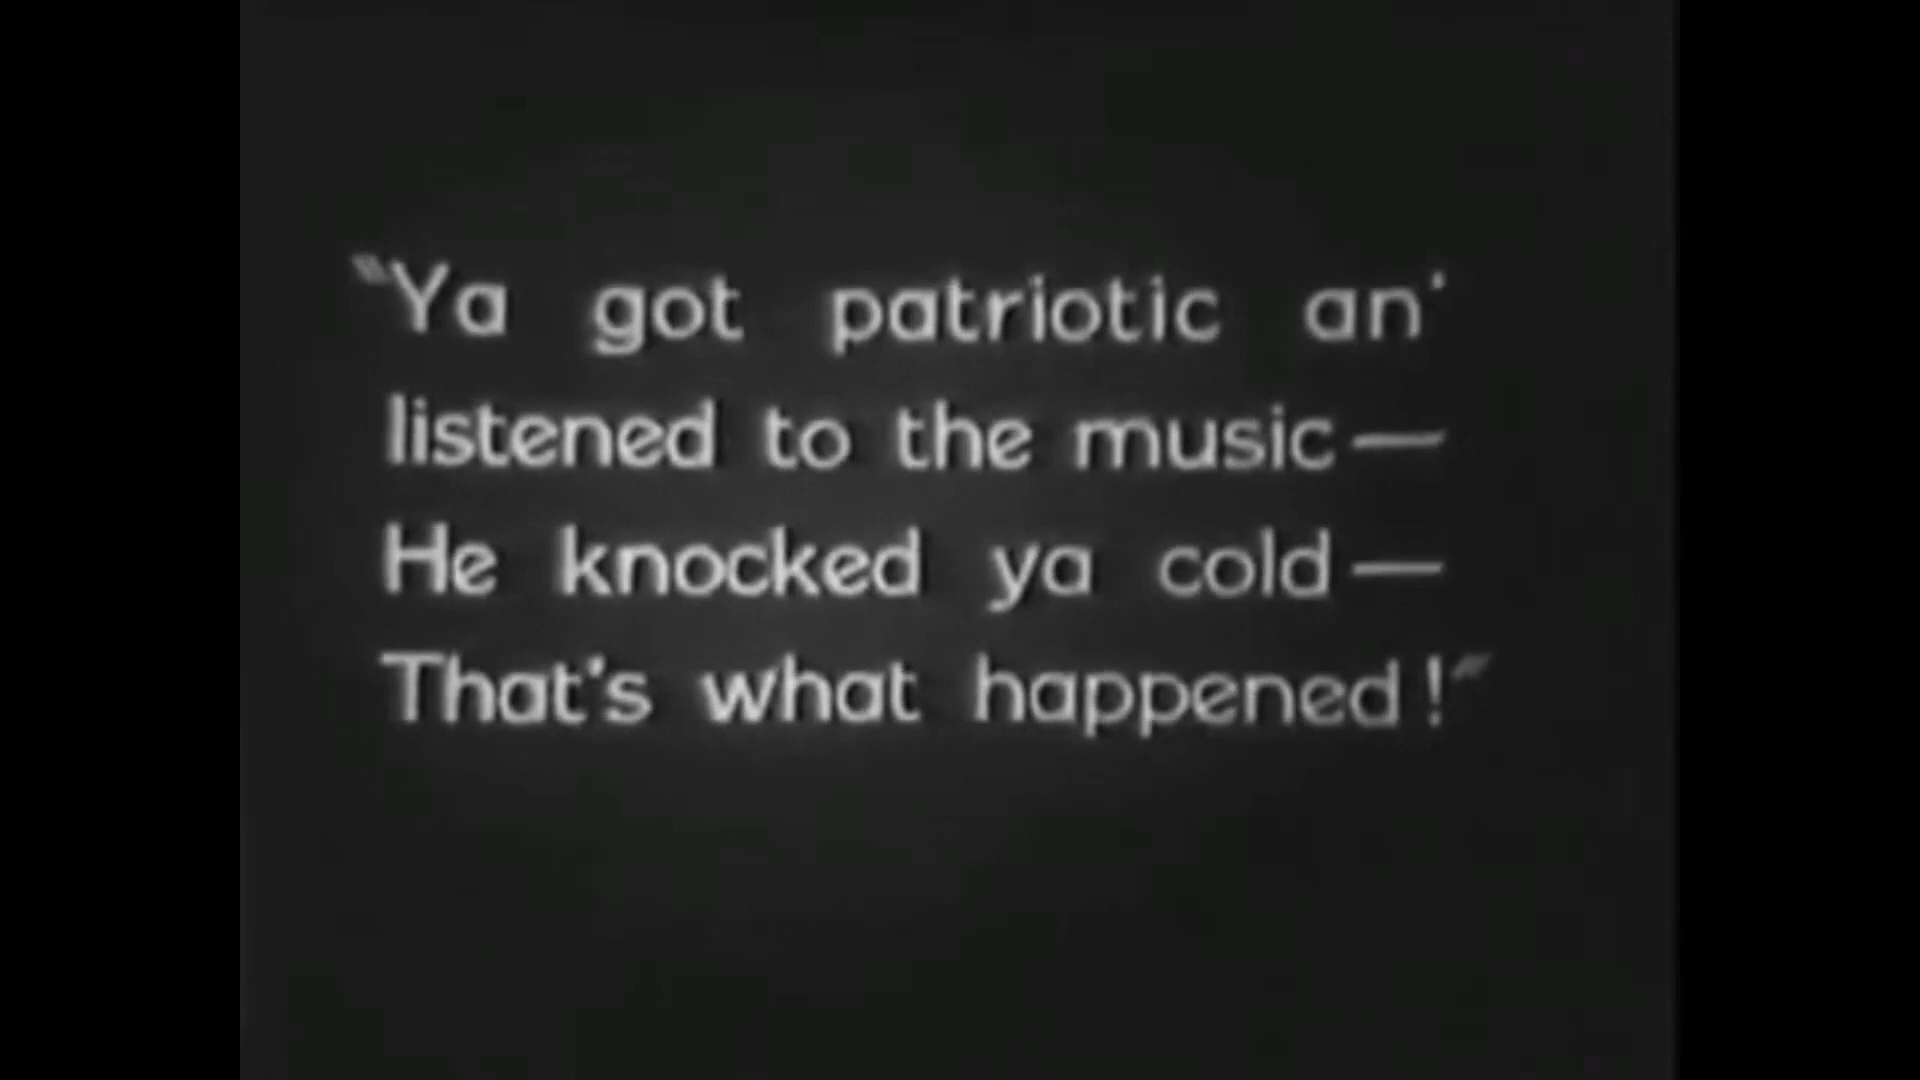 "Ya got patriotic an'
listened to the music—
He knocked ya cold—
That's what happened!"